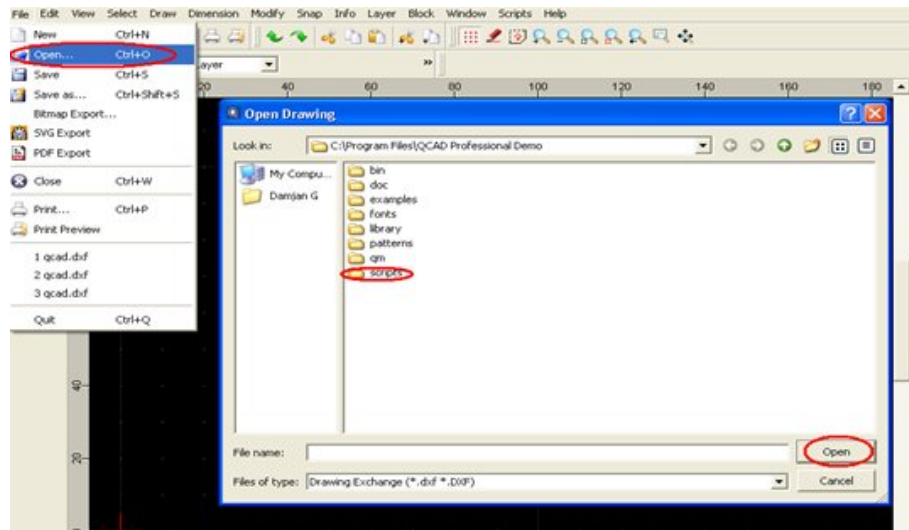 File Edit View Select Draw Dimension Modify Snap Info Layer Block Window Scripts Help
New Ctrl+N
Open... Ctrl+O
Save Ctrl+S
Save as... Ctrl+Shift+S
Bitmap Export...
SVG Export
PDF Export
Close Ctrl+W
Print... Ctrl+P
Print Preview
1 qcad.dxf
2 qcad.dxf
3 qcad.dxf
Quit Ctrl+Q
ayer
20 40 60 80 100 120 140 160 180
Open Drawing
Look in: C:\Program Files\QCAD Professional Demo
My Compu...
Damjan G
bin
doc
examples
fonts
library
patterns
qm
scripts
File name: Open
Files of type: Drawing Exchange (*.dxf *.DXF) Cancel
40
20
0